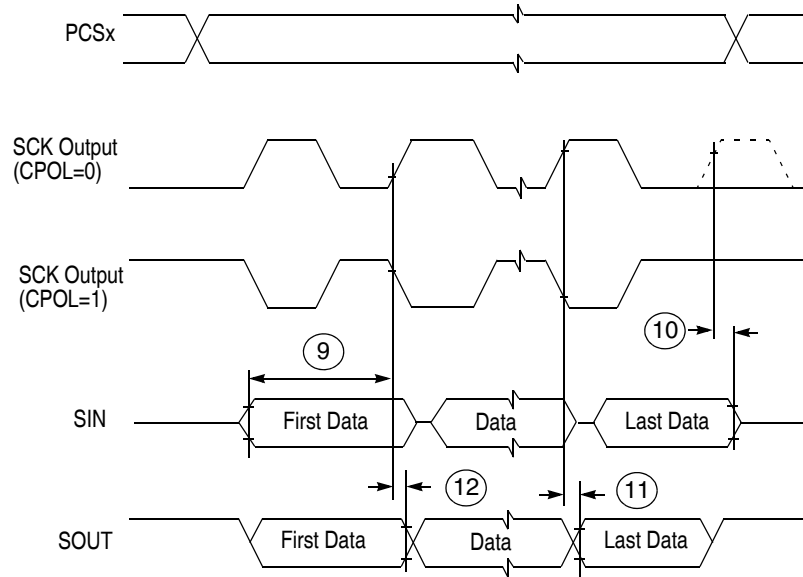 PCSx
SCK Output
(CPOL=0)
SCK Output
(CPOL=1)
10
9
SIN
First Data
Data
Last Data
12
11
SOUT
First Data
Data
Last Data